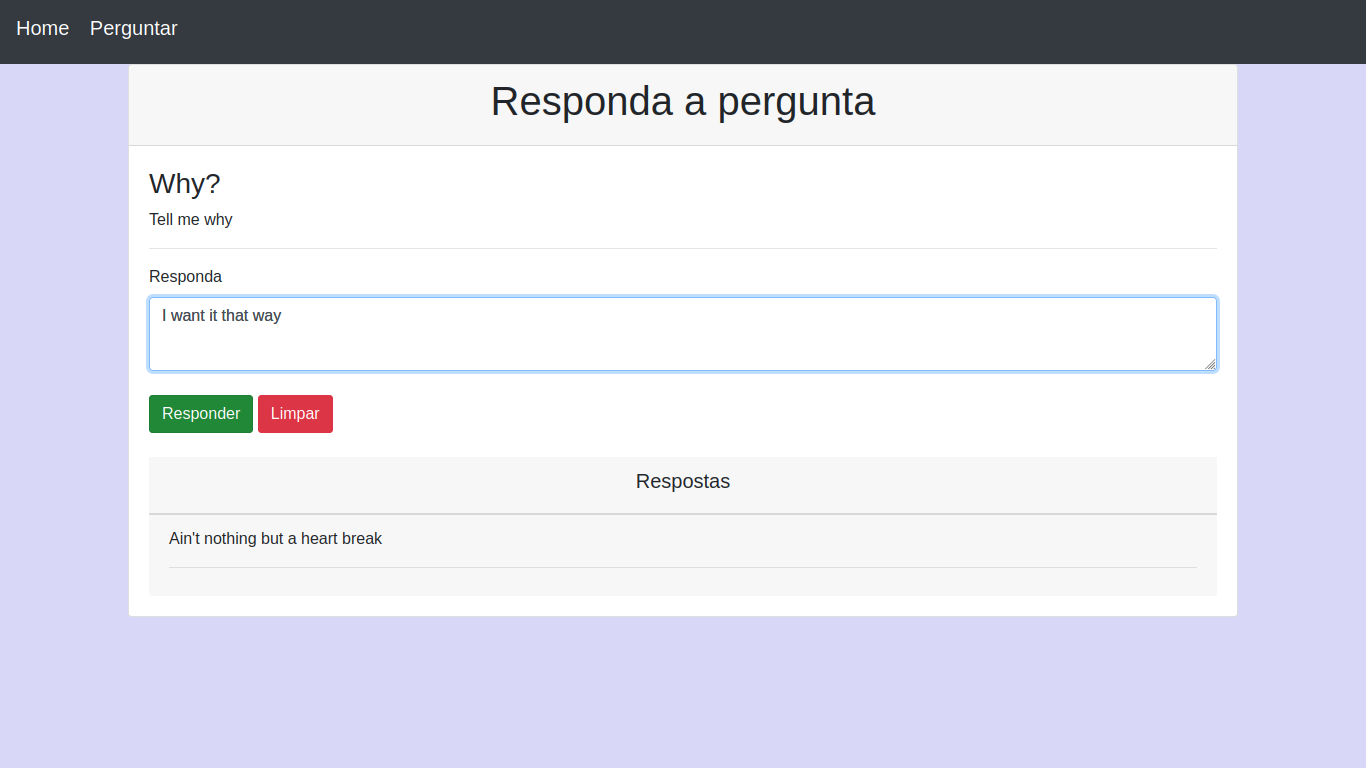 Home Perguntar
Responda a pergunta
Why?
Tell me why
Responda
I want it that way
Responder Limpar
Respostas
Ain't nothing but a heart break